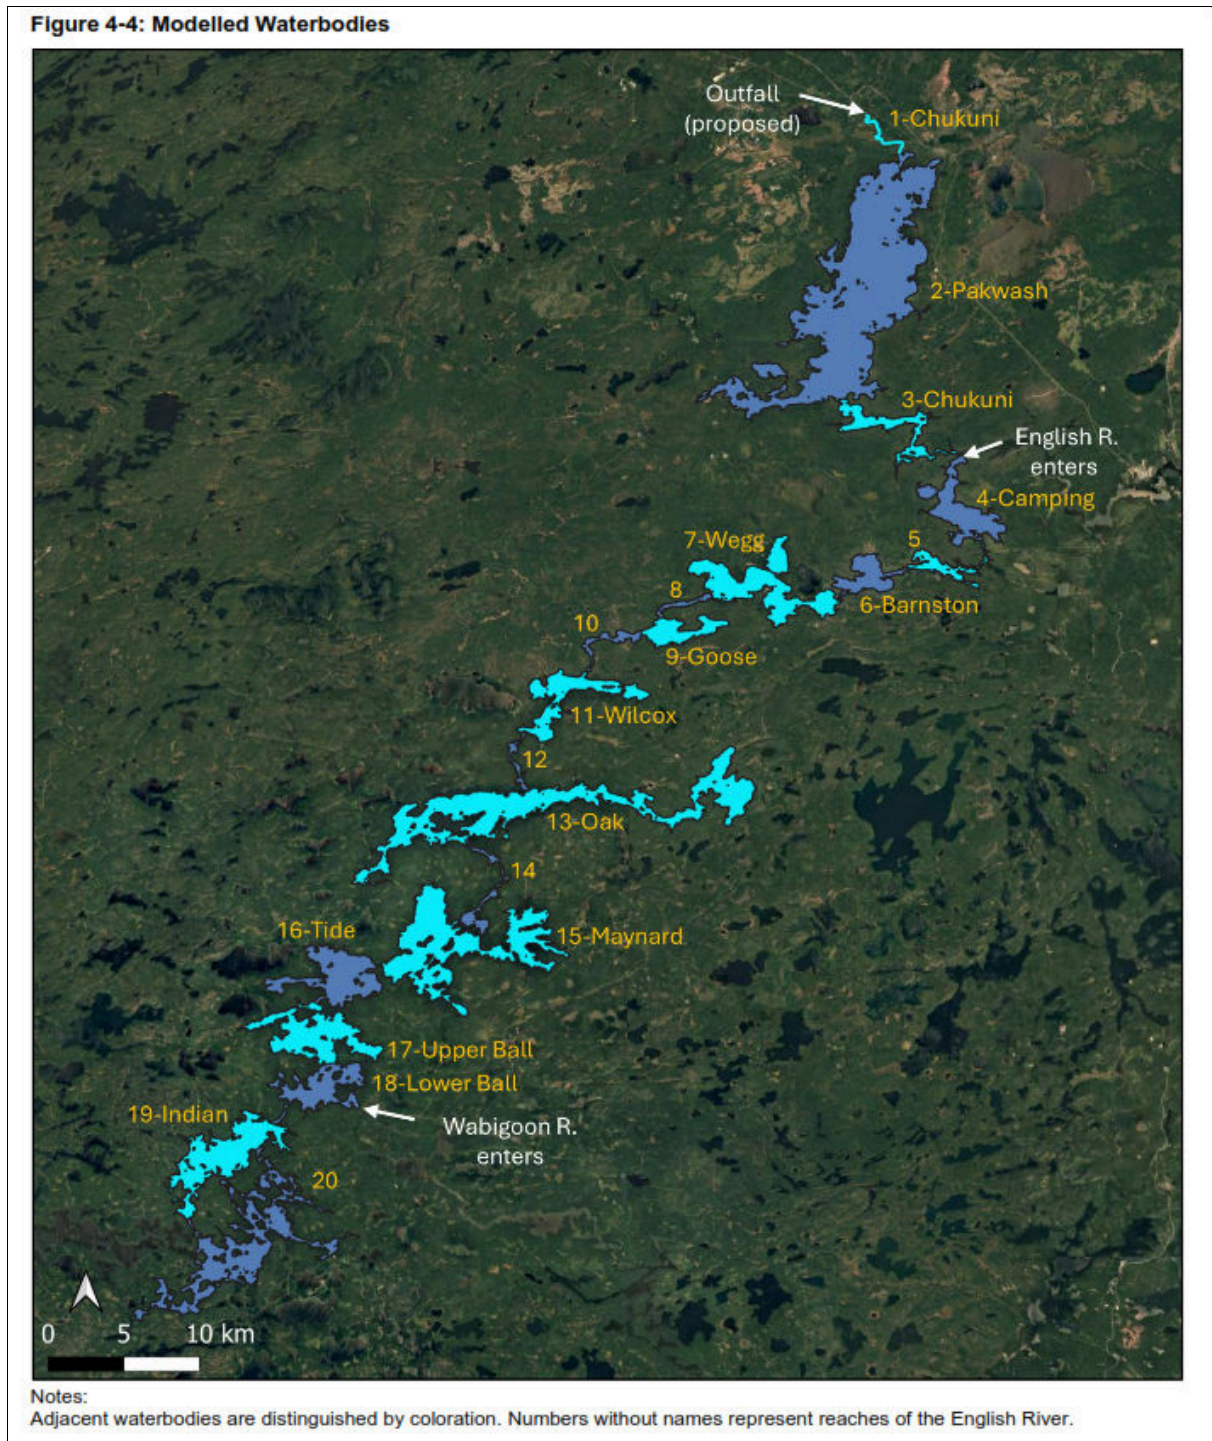 Figure 4-4: Modelled Waterbodies
Outfall
(proposed)
1-Chukuni
2-Pakwash
3-Chukuni
English R.
enters
4-Camping
5
7-Wegg
8
6-Barnston
10
9-Goose
11-Wilcox
12
13-Oak
14
16-Tide
15-Maynard
17-Upper Ball
18-Lower Ball
19-Indian
Wabigoon R.
enters
20
0 5 10 km
Notes:
Adjacent waterbodies are distinguished by coloration. Numbers without names represent reaches of the English River.